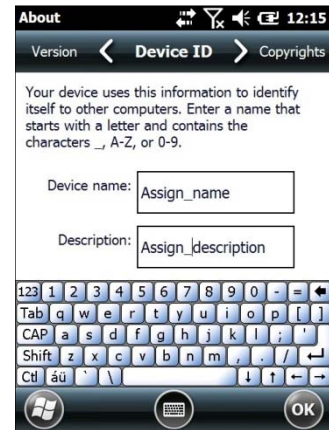 About 12:15
Version Device ID Copyrights
Your device uses this information to identify
itself to other computers. Enter a name that
starts with a letter and contains the
characters _, A-Z, or 0-9.
Device name: Assign_name
Description: Assign_description
123 1 2 3 4 5 6 7 8 9 0 - =
Tab q w e r t y u i o p [ ]
CAP a s d f g h j k l ; '
Shift z x c v b n m , . /
Ctl áü ` \
OK